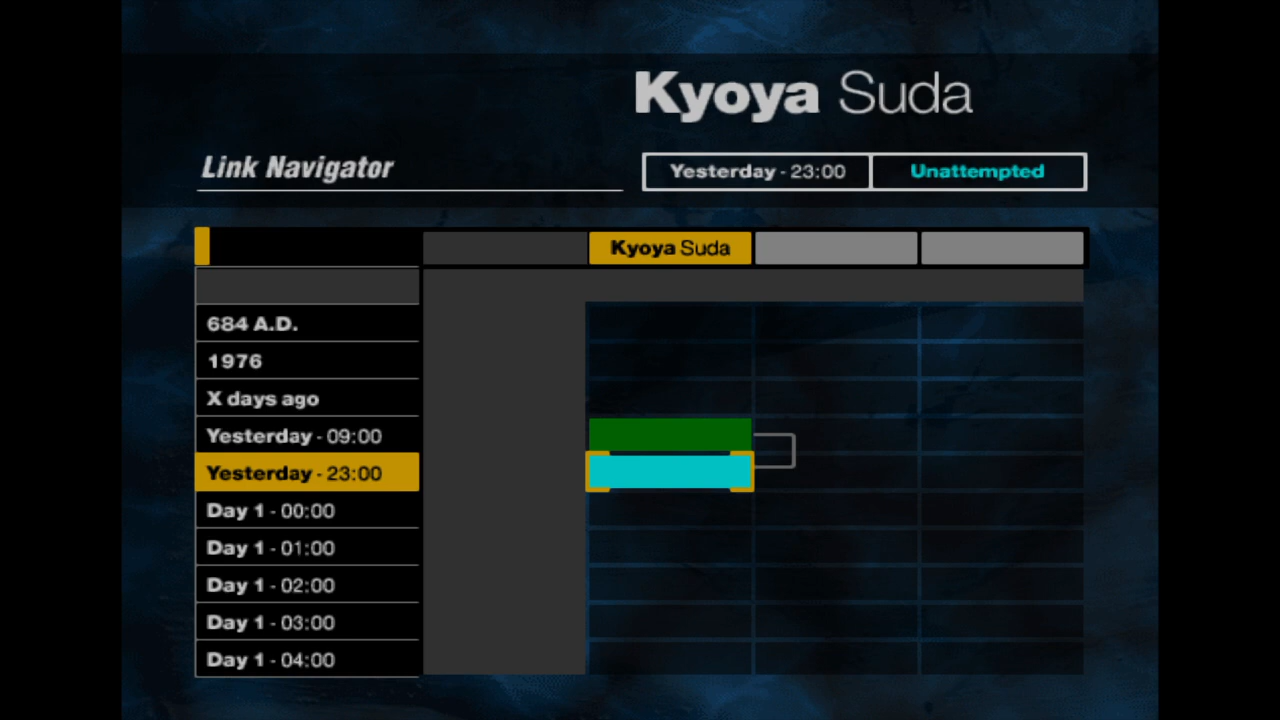 Kyoya Suda
Link Navigator
Yesterday - 23:00
Unattempted
Kyoya Suda
684 A.D.
1976
X days ago
Yesterday - 09:00
Yesterday - 23:00
Day 1 - 00:00
Day 1 - 01:00
Day 1 - 02:00
Day 1 - 03:00
Day 1 - 04:00